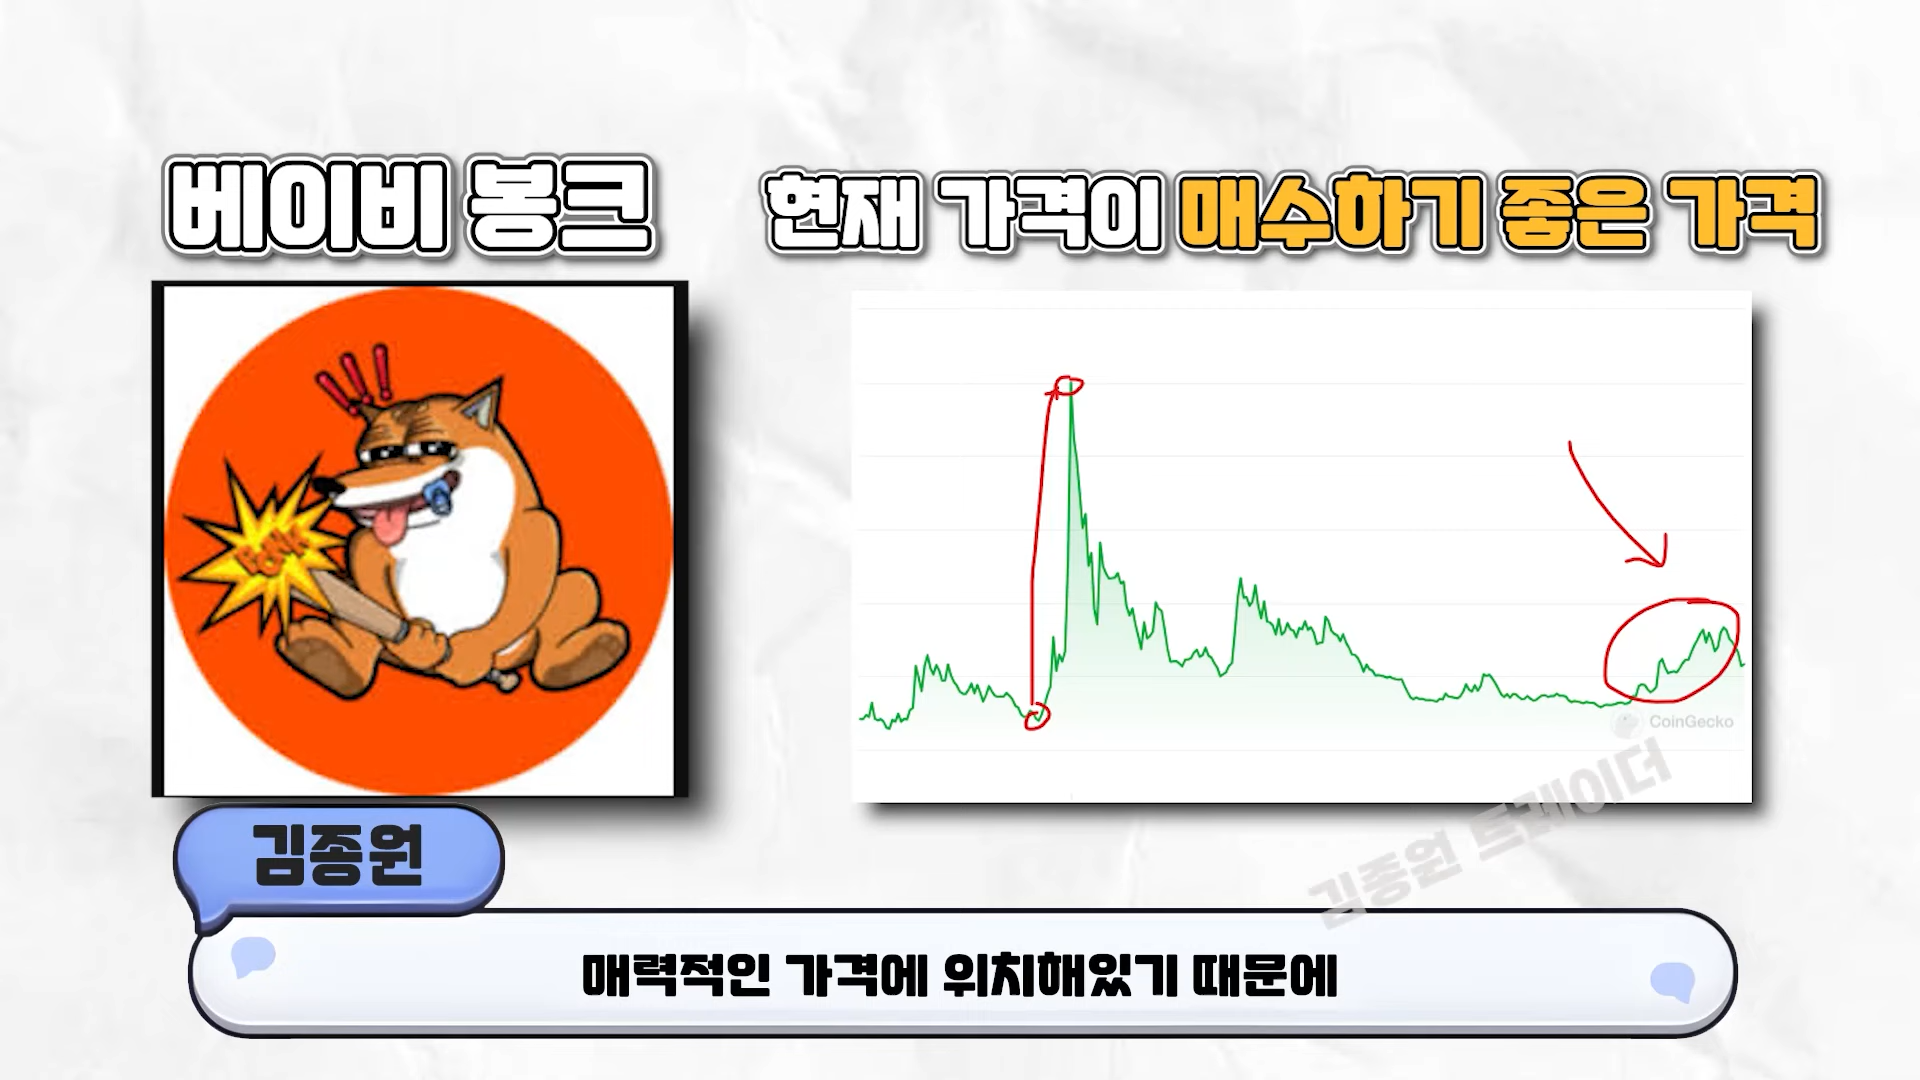 베이비 봉크
현재 가격이 매수하기 좋은 가격
BONK
CoinGecko
김종원 트레이더
김종원
매력적인 가격에 위치해있기 때문에